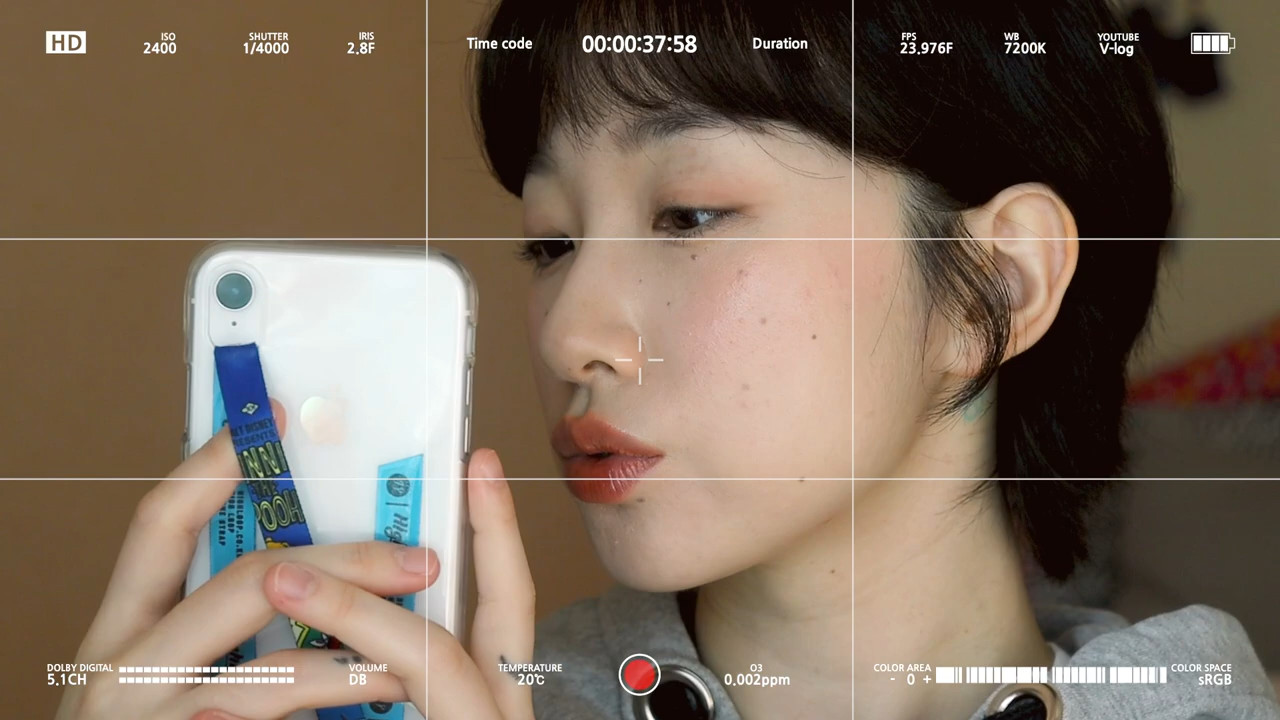 HD
ISO
2400
SHUTTER
1/4000
IRIS
2.8F
Time code
00:00:37:58
Duration
FPS
23.976F
WB
7200K
YOUTUBE
V-log
PRESENTS
POOH
DOLBY DIGITAL
5.1CH
VOLUME
DB
TEMPERATURE
20℃
O3
0.002ppm
COLOR AREA
- 0 +
COLOR SPACE
sRGB